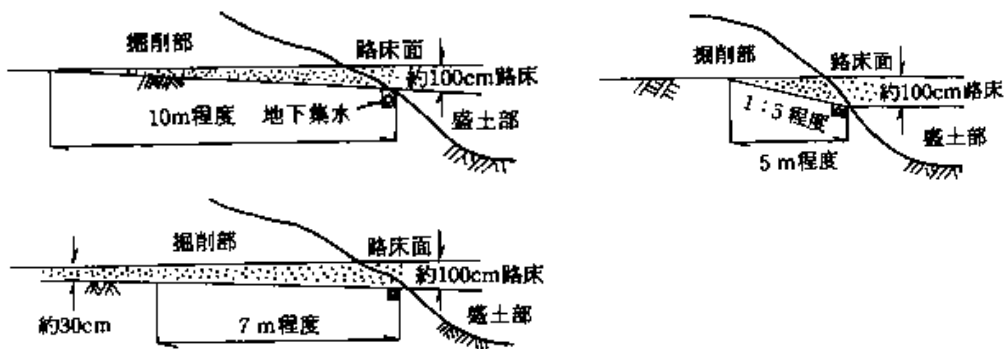 掘削部
路床面
約100cm路床
10m程度
地下集水
盛土部
掘削部
路床面
約100cm路床
1:5程度
盛土部
5m程度
掘削部
路床面
約100cm路床
約30cm
7m程度
盛土部